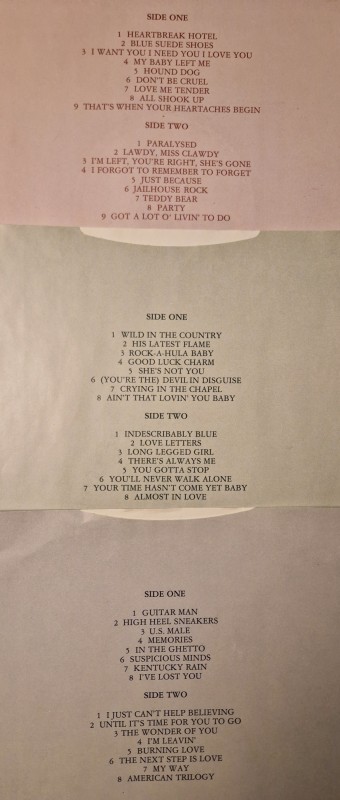 SIDE ONE
1 HEARTBREAK HOTEL
2 BLUE SUEDE SHOES
3 I WANT YOU I NEED YOU I LOVE YOU
4 MY BABY LEFT ME
5 HOUND DOG
6 DON'T BE CRUEL
7 LOVE ME TENDER
8 ALL SHOOK UP
9 THAT'S WHEN YOUR HEARTACHES BEGIN
SIDE TWO
1 PARALYSED
2 LAWDY, MISS CLAWDY
3 I'M LEFT, YOU'RE RIGHT, SHE'S GONE
4 I FORGOT TO REMEMBER TO FORGET
5 JUST BECAUSE
6 JAILHOUSE ROCK
7 TEDDY BEAR
8 PARTY
9 GOT A LOT O' LIVIN' TO DO
SIDE ONE
1 WILD IN THE COUNTRY
2 HIS LATEST FLAME
3 ROCK-A-HULA BABY
4 GOOD LUCK CHARM
5 SHE'S NOT YOU
6 (YOU'RE THE) DEVIL IN DISGUISE
7 CRYING IN THE CHAPEL
8 AIN'T THAT LOVIN' YOU BABY
SIDE TWO
1 INDESCRIBABLY BLUE
2 LOVE LETTERS
3 LONG LEGGED GIRL
4 THERE'S ALWAYS ME
5 YOU GOTTA STOP
6 YOU'LL NEVER WALK ALONE
7 YOUR TIME HASN'T COME YET BABY
8 ALMOST IN LOVE
SIDE ONE
1 GUITAR MAN
2 HIGH HEEL SNEAKERS
3 U.S. MALE
4 MEMORIES
5 IN THE GHETTO
6 SUSPICIOUS MINDS
7 KENTUCKY RAIN
8 I'VE LOST YOU
SIDE TWO
1 I JUST CAN'T HELP BELIEVING
2 UNTIL IT'S TIME FOR YOU TO GO
3 THE WONDER OF YOU
4 I'M LEAVIN'
5 BURNING LOVE
6 THE NEXT STEP IS LOVE
7 MY WAY
8 AMERICAN TRILOGY